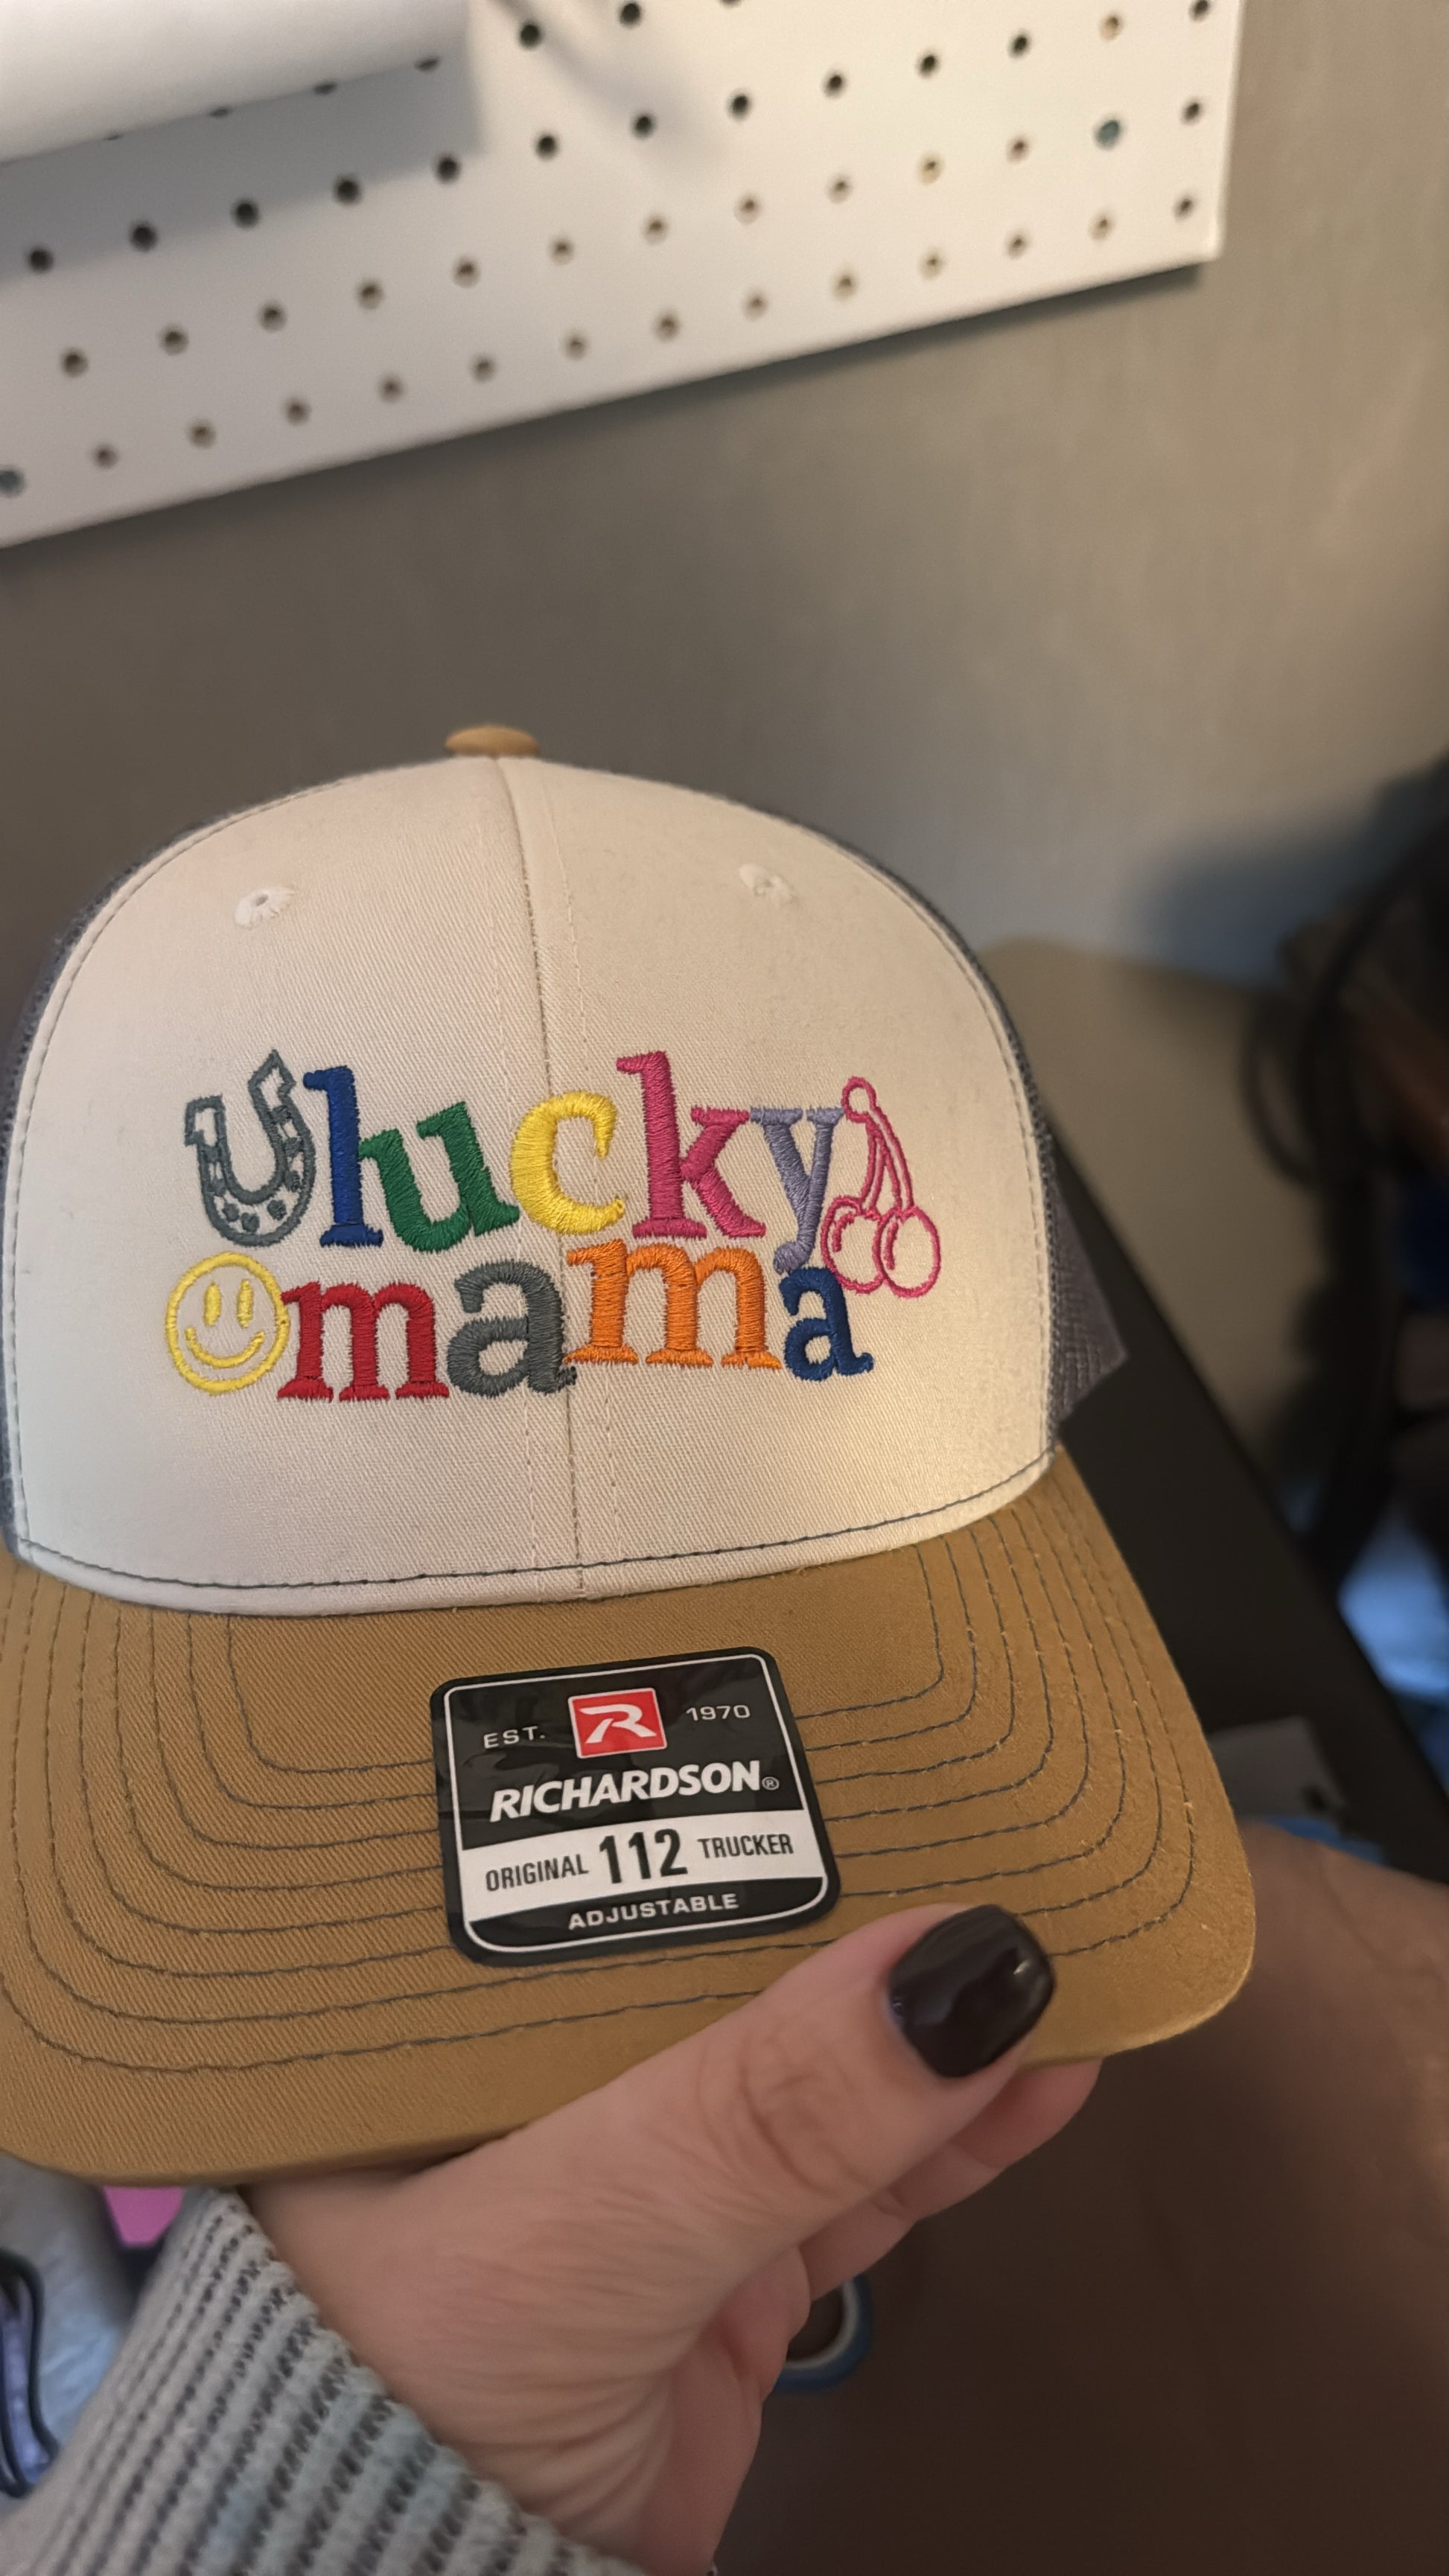 lucky
mama
EST. R 1970
RICHARDSON®
ORIGINAL 112 TRUCKER
ADJUSTABLE